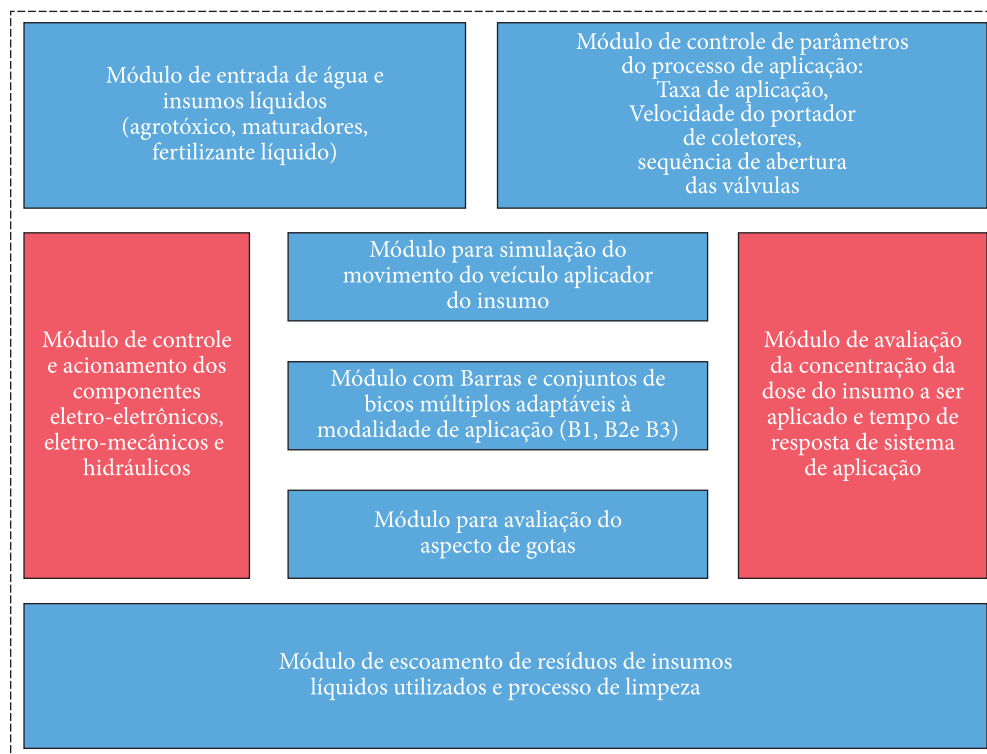 Módulo de entrada de água e
insumos líquidos
(agrotóxico, maturadores,
fertilizante líquido)
Módulo de controle de parâmetros
do processo de aplicação:
Taxa de aplicação,
Velocidade do portador
de coletores,
sequência de abertura
das válvulas
Módulo de controle
e acionamento dos
componentes
eletro-eletrônicos,
eletro-mecânicos e
hidráulicos
Módulo para simulação do
movimento do veículo aplicador
do insumo
Módulo com Barras e conjuntos de
bicos múltiplos adaptáveis à
modalidade de aplicação (B1, B2e B3)
Módulo para avaliação do
aspecto de gotas
Módulo de avaliação
da concentração da
dose do insumo a ser
aplicado e tempo de
resposta de sistema
de aplicação
Módulo de escoamento de resíduos de insumos
líquidos utilizados e processo de limpeza